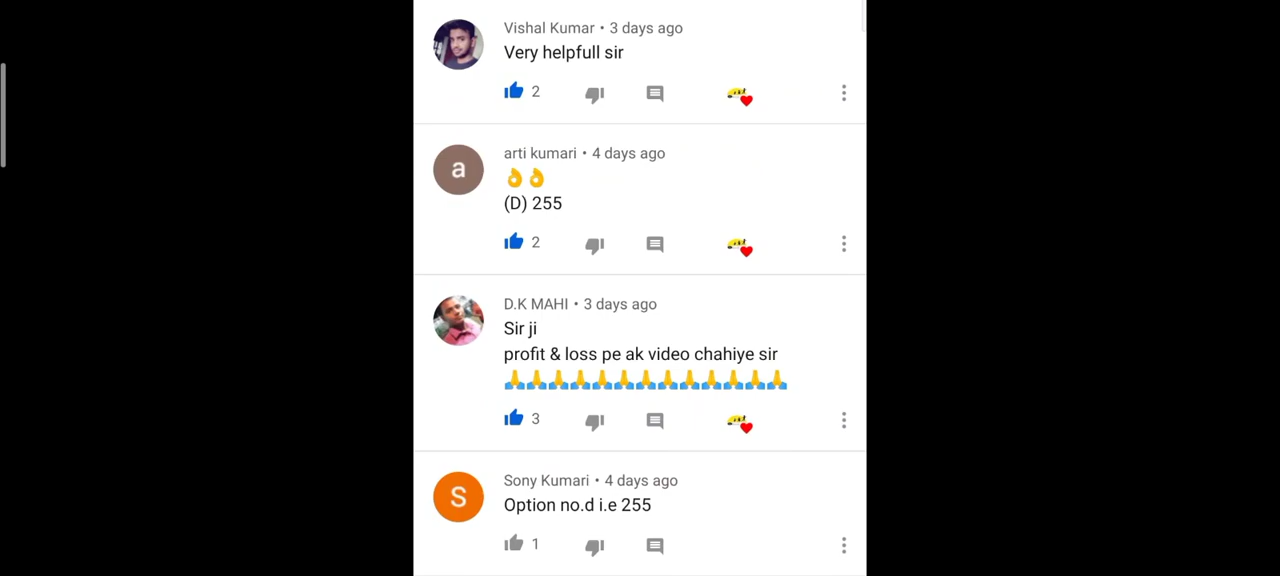 Vishal Kumar • 3 days ago
Very helpfull sir
2
arti kumari • 4 days ago
👌👌
(D) 255
2
D.K MAHI • 3 days ago
Sir ji
profit & loss pe ak video chahiye sir
🙏🙏🙏🙏🙏🙏🙏🙏🙏🙏🙏🙏🙏
3
Sony Kumari • 4 days ago
Option no.d i.e 255
1